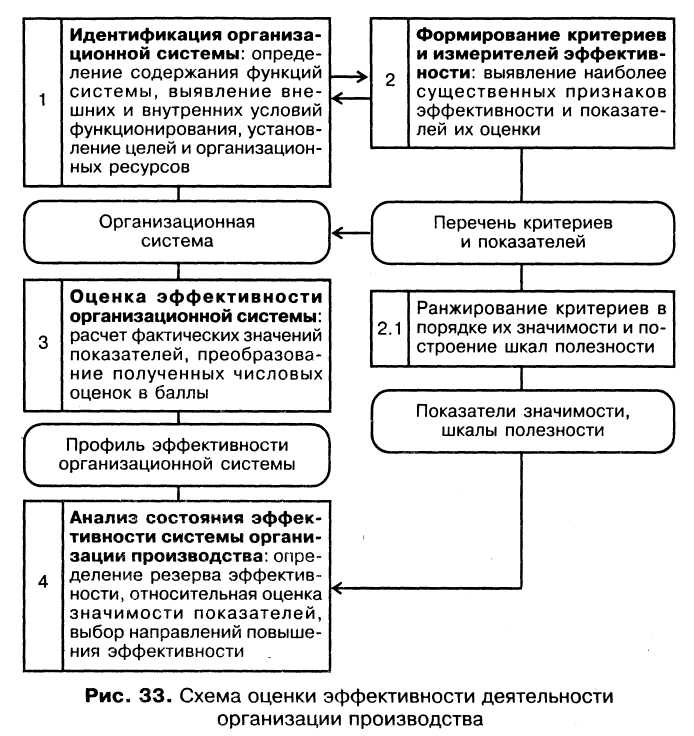 1
Идентификация организа-
ционной системы: опреде-
ление содержания функций
системы, выявление вне-
шних и внутренних условий
функционирования, установ-
ление целей и организацион-
ных ресурсов
2
Формирование критериев
и измерителей эффектив-
ности: выявление наиболее
существенных признаков
эффективности и показате-
лей их оценки
Организационная
система
Перечень критериев
и показателей
3
Оценка эффективности
организационной системы:
расчет фактических значений
показателей, преобразова-
ние полученных числовых
оценок в баллы
2.1
Ранжирование критериев в
порядке их значимости и по-
строение шкал полезности
Профиль эффективности
организационной системы
Показатели значимости,
шкалы полезности
4
Анализ состояния эффек-
тивности системы органи-
зации производства: опре-
деление резерва эффектив-
ности, относительная оценка
значимости показателей,
выбор направлений повыше-
ния эффективности
Рис. 33. Схема оценки эффективности деятельности
организации производства